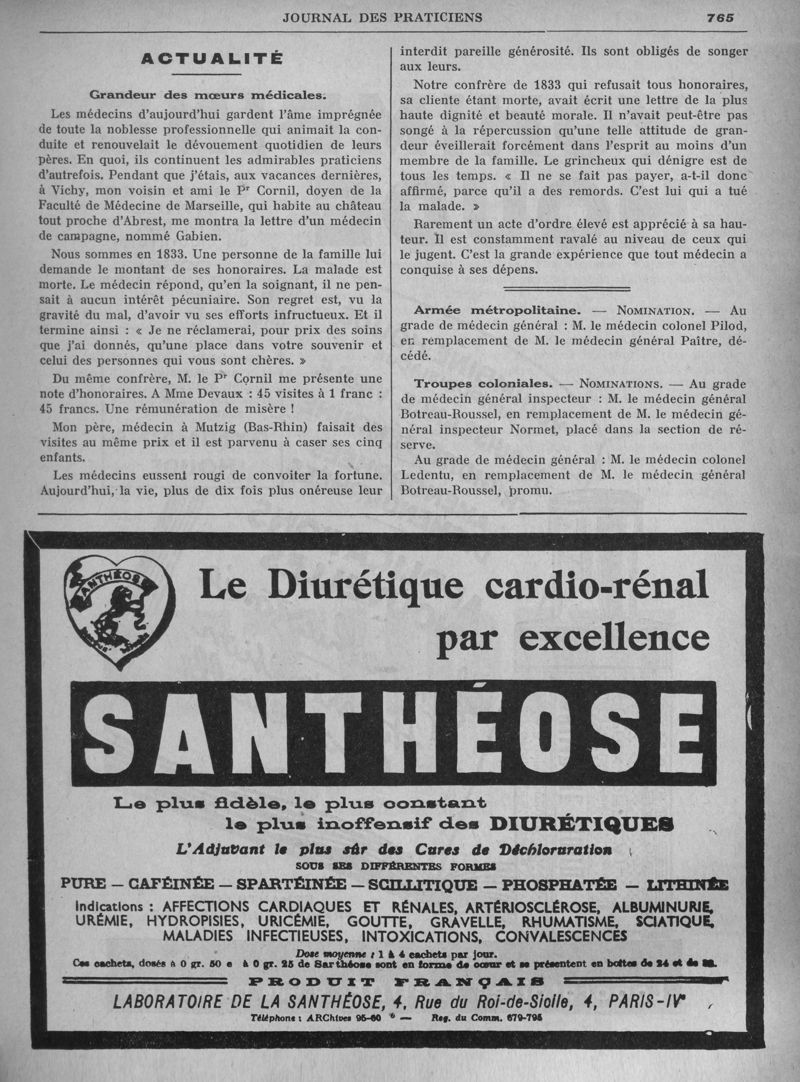 JOURNAL DES PRATICIENS
765
ACTUALITÉ
Grandeur des mœurs médicales.
Les médecins d'aujourd'hui gardent l'âme imprégnée
de toute la noblesse professionnelle qui animait la con-
duite et renouvelait le dévouement quotidien de leurs
pères. En quoi, ils continuent les admirables praticiens
d'autrefois. Pendant que j'étais, aux vacances dernières,
à Vichy, mon voisin et ami le Pr Cornil, doyen de la
Faculté de Médecine de Marseille, qui habite au château
tout proche d'Abrest, me montra la lettre d'un médecin
de campagne, nommé Gabien.
Nous sommes en 1833. Une personne de la famille lui
demande le montant de ses honoraires. La malade est
morte. Le médecin répond, qu'en la soignant, il ne pen-
sait à aucun intérêt pécuniaire. Son regret est, vu la
gravité du mal, d'avoir vu ses efforts infructueux. Et il
termine ainsi : « Je ne réclamerai, pour prix des soins
que j'ai donnés, qu'une place dans votre souvenir et
celui des personnes qui vous sont chères. »
Du même confrère, M. le Pr Cornil me présente une
note d'honoraires. A Mme Devaux : 45 visites à 1 franc :
45 francs. Une rémunération de misère !
Mon père, médecin à Mutzig (Bas-Rhin) faisait des
visites au même prix et il est parvenu à caser ses cinq
enfants.
Les médecins eussent rougi de convoiter la fortune.
Aujourd'hui, la vie, plus de dix fois plus onéreuse leur
interdit pareille générosité. Ils sont obligés de songer
aux leurs.
Notre confrère de 1833 qui refusait tous honoraires,
sa cliente étant morte, avait écrit une lettre de la plus
haute dignité et beauté morale. Il n'avait peut-être pas
songé à la répercussion qu'une telle attitude de gran-
deur éveillerait forcément dans l'esprit au moins d'un
membre de la famille. Le grincheux qui dénigre est de
tous les temps. « Il ne se fait pas payer, a-t-il donc
affirmé, parce qu'il a des remords. C'est lui qui a tué
la malade. »
Rarement un acte d'ordre élevé est apprécié à sa hau-
teur. Il est constamment ravalé au niveau de ceux qui
le jugent. C'est la grande expérience que tout médecin a
conquise à ses dépens.
Armée métropolitaine. — NOMINATION. — Au
grade de médecin général : M. le médecin colonel Pilod,
en remplacement de M. le médecin général Paître, dé-
cédé.
Troupes coloniales. — NOMINATIONS. — Au grade
de médecin général inspecteur : M. le médecin général
Botreau-Roussel, en remplacement de M. le médecin gé-
néral inspecteur Normet, placé dans la section de ré-
serve.
Au grade de médecin général : M. le médecin colonel
Ledentu, en remplacement de M. le médecin général
Botreau-Roussel, promu.
SANTHÉOSE
Le Diurétique cardio-rénal
par excellence
SANTHÉOSE
Le plus fidèle, le plus constant
le plus inoffensif des DIURÉTIQUES
L'Adjuvant le plus sûr des Cures de Déchloruration
SOUS SES DIFFÉRENTES FORMES
PURE — CAFÉINÉE — SPARTÉINÉE — SCILLITIQUE — PHOSPHATÉE — LITHINÉE
Indications : AFFECTIONS CARDIAQUES ET RÉNALES, ARTÉRIOSCLÉROSE, ALBUMINURIE,
URÉMIE, HYDROPISIES, URICÉMIE, GOUTTE, GRAVELLE, RHUMATISME, SCIATIQUE,
MALADIES INFECTIEUSES, INTOXICATIONS, CONVALESCENCES
Dose moyenne : 1 à 4 cachets par jour.
Ces cachets, dosés à 0 gr. 50 e à 0 gr. 25 de Santhéose sont en forme de cœur et se présentent en boîtes de 24 et de
PRODUIT FRANÇAIS
LABORATOIRE DE LA SANTHÉOSE, 4, Rue du Roi-de-Sicile, 4, PARIS-IVe
Téléphone : ARChives 95-60 — Reg. du Comm. 679-795